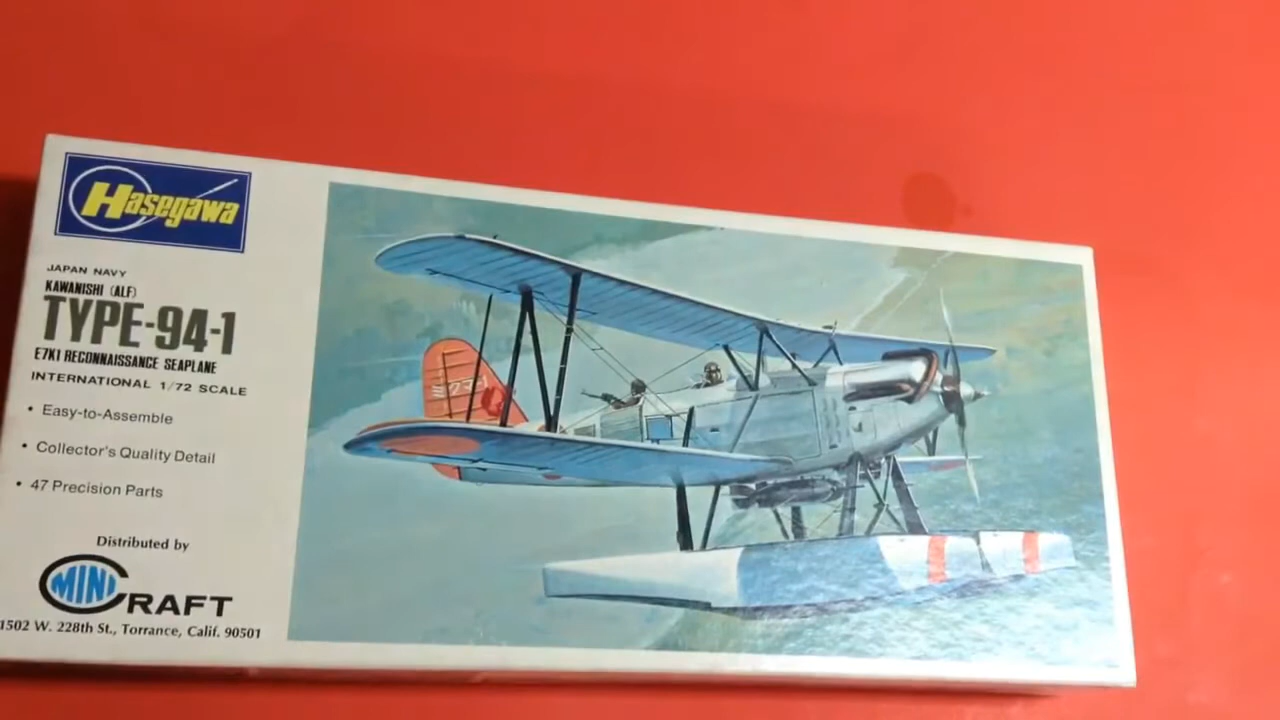 Hasegawa
JAPAN NAVY
KAWANISHI (ALF)
TYPE-94-1
E7K1 RECONNAISSANCE SEAPLANE
INTERNATIONAL 1/72 SCALE
• Easy-to-Assemble
• Collector's Quality Detail
• 47 Precision Parts
Distributed by
MINI CRAFT
1502 W. 228th St., Torrance, Calif. 90501